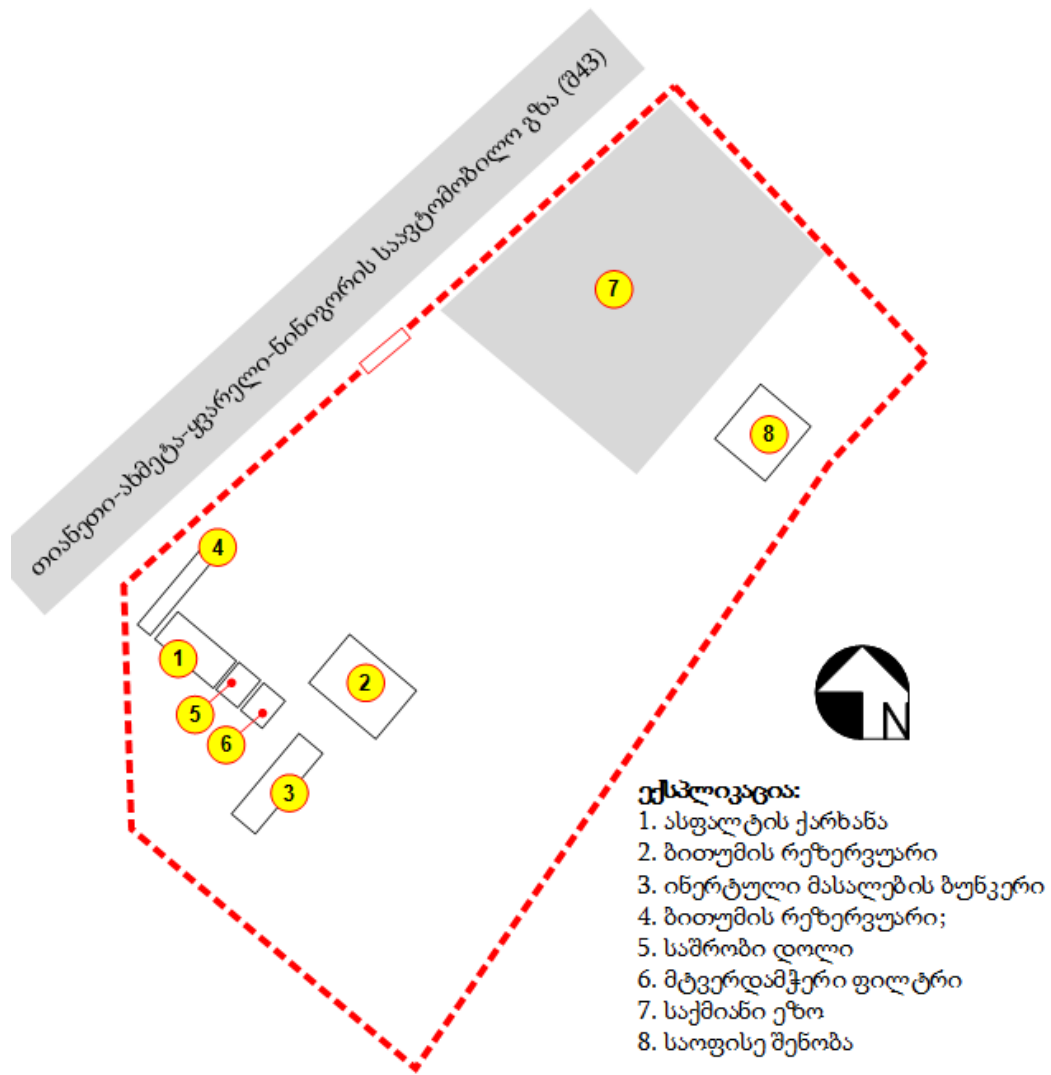 თიანეთი-ახმეტა-ყვარელი-ნინიგორის საავტომობილო გზა (შ43)
7
8
4
1
2
5
6
3
N
ექსპლიკაცია:
1. ასფალტის ქარხანა
2. ბითუმის რეზერვუარი
3. ინერტული მასალების ბუნკერი
4. ბითუმის რეზერვუარი;
5. საშრობი დოლი
6. მტვერდამჭერი ფილტრი
7. საქმიანი ეზო
8. საოფისე შენობა